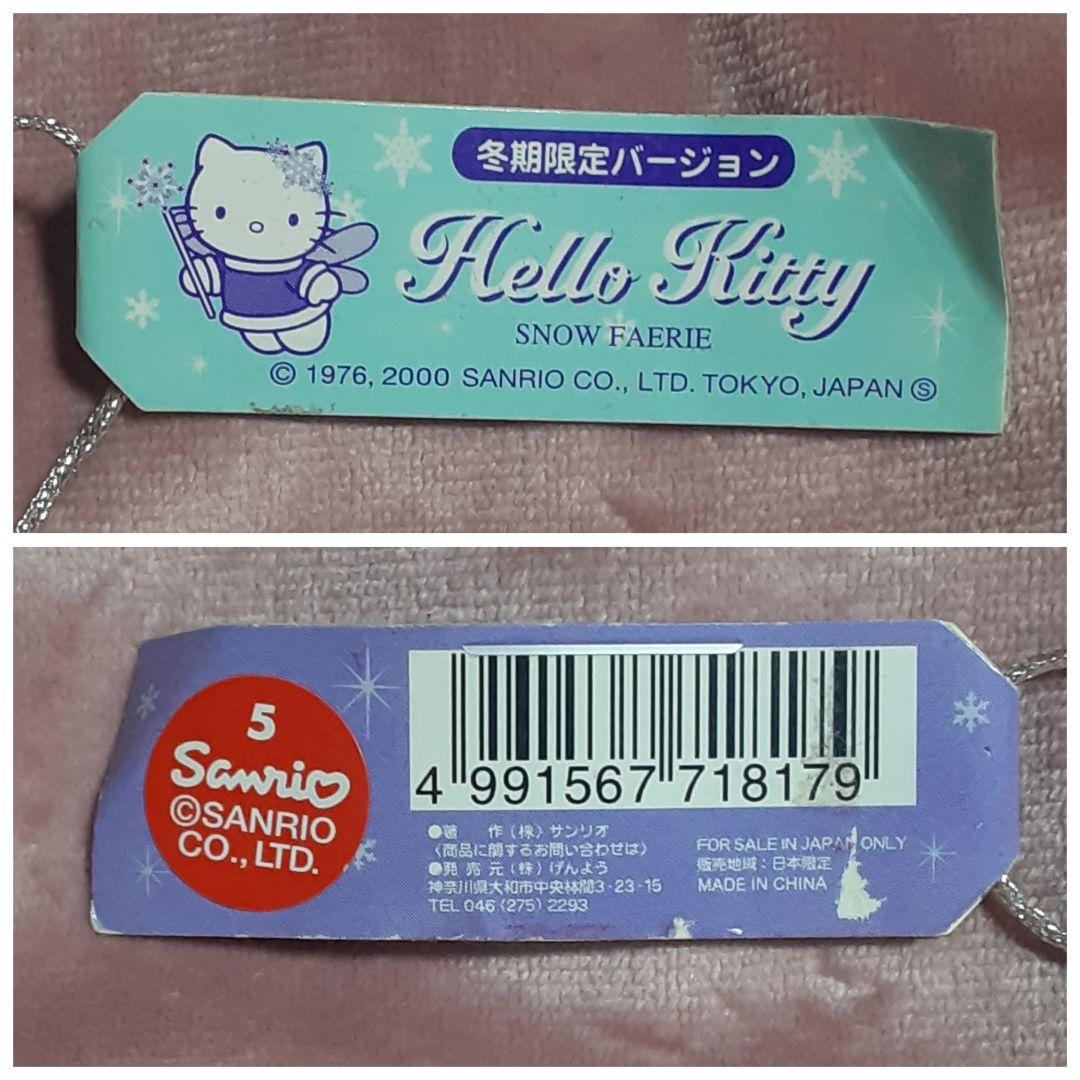 冬期限定バージョン
Hello Kitty
SNOW FAERIE
© 1976, 2000 SANRIO CO., LTD. TOKYO, JAPAN Ⓢ
5
Sanrio
©SANRIO
CO., LTD.
4 991567 718179
●著　作（株）サンリオ
〈商品に関するお問い合わせは〉
●発売元（株）げんよう
神奈川県大和市中央林間3-23-15
TEL 046 (275) 2293
FOR SALE IN JAPAN ONLY
販売地域：日本限定
MADE IN CHINA